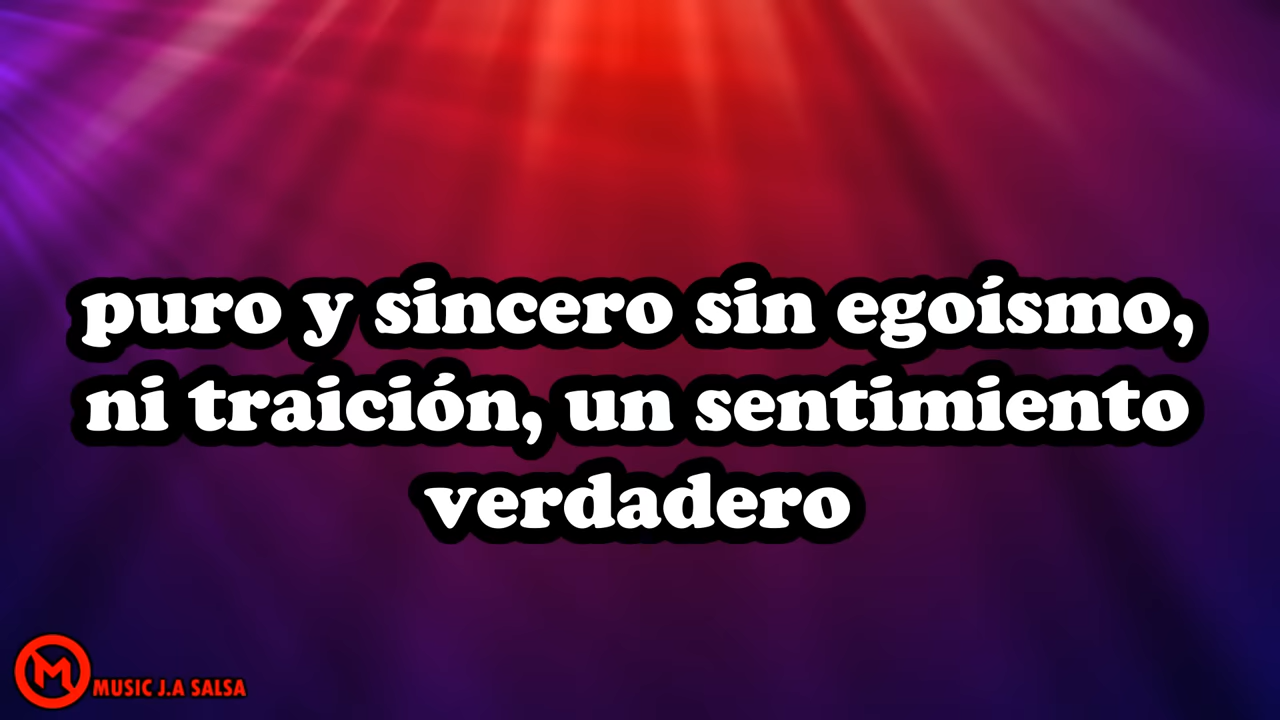 puro y sincero sin egoísmo,
ni traición, un sentimiento
verdadero
M
MUSIC J.A SALSA